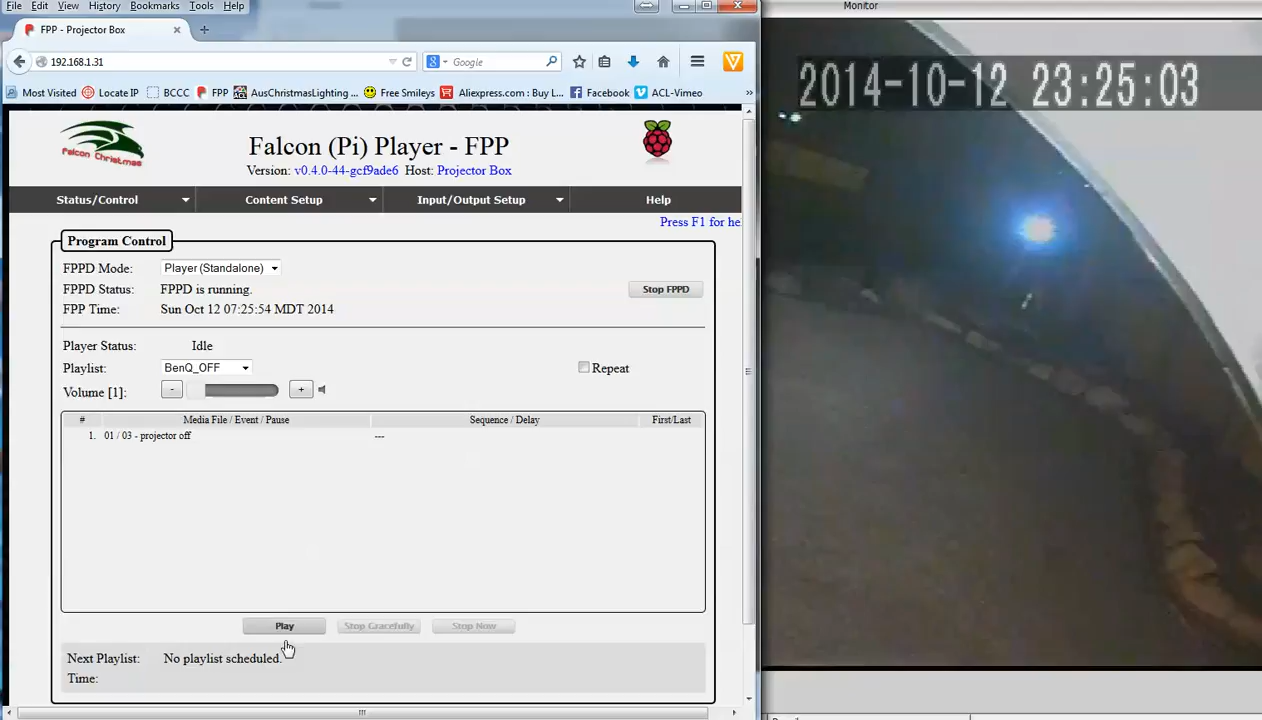 File Edit View History Bookmarks Tools Help
Monitor
FPP - Projector Box
192.168.1.31
Google
Most Visited Locate IP BCCC FPP AusChristmasLighting ... Free Smileys Aliexpress.com : Buy L... Facebook ACL-Vimeo
2014-10-12 23:25:03
Falcon Christmas
Falcon (Pi) Player - FPP
Version: v0.4.0-44-gcf9ade6 Host: Projector Box
Status/Control Content Setup Input/Output Setup Help
Press F1 for he
Program Control
FPPD Mode: Player (Standalone)
FPPD Status: FPPD is running. Stop FPPD
FPP Time: Sun Oct 12 07:25:54 MDT 2014
Player Status: Idle
Playlist: BenQ_OFF Repeat
Volume [1]: - +
# Media File / Event / Pause Sequence / Delay First/Last
1. 01 / 03 - projector off ---
Play Stop Gracefully Stop Now
Next Playlist: No playlist scheduled.
Time: